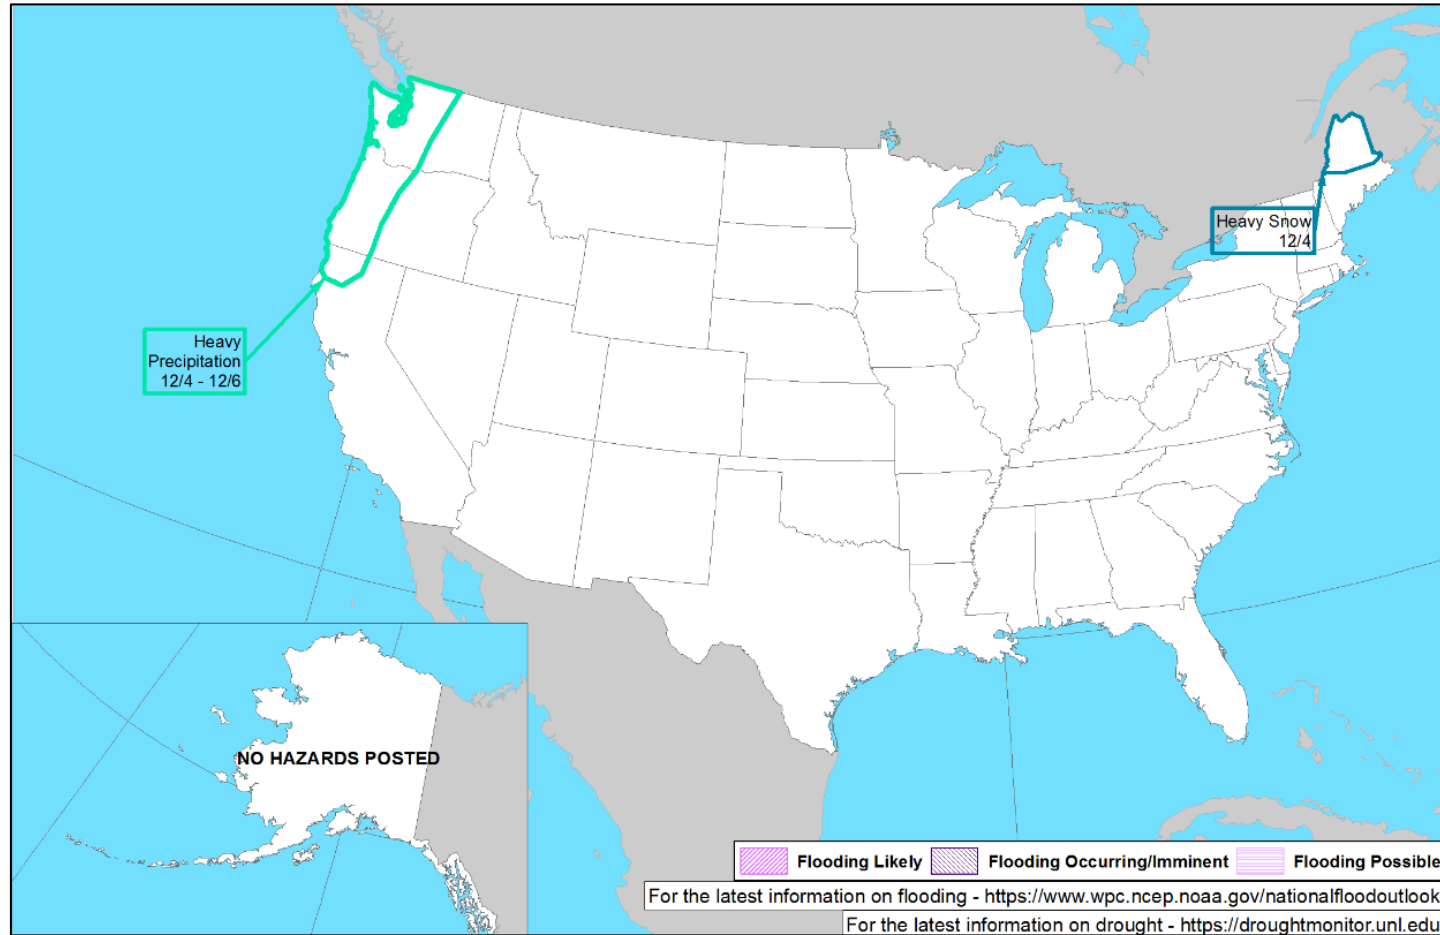 Heavy Snow
12/4
Heavy
Precipitation
12/4 - 12/6
NO HAZARDS POSTED
Flooding Likely
Flooding Occurring/Imminent
Flooding Possible
For the latest information on flooding - https://www.wpc.ncep.noaa.gov/nationalfloodoutlook
For the latest information on drought - https://droughtmonitor.unl.edu